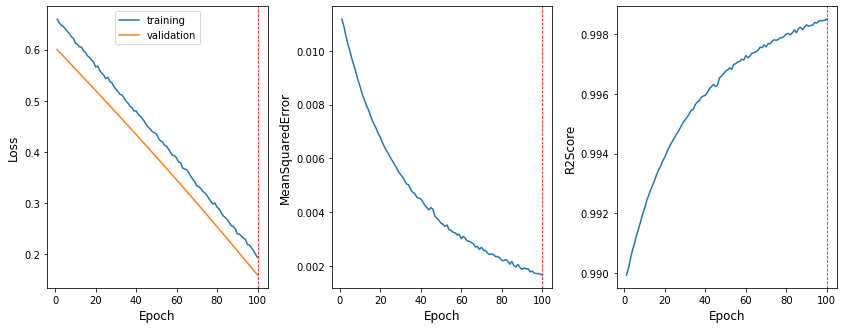 training
validation
Loss
0.6
0.5
0.4
0.3
0.2
0 20 40 60 80 100
Epoch
MeanSquaredError
0.010
0.008
0.006
0.004
0.002
0 20 40 60 80 100
Epoch
R2Score
0.998
0.996
0.994
0.992
0.990
0 20 40 60 80 100
Epoch